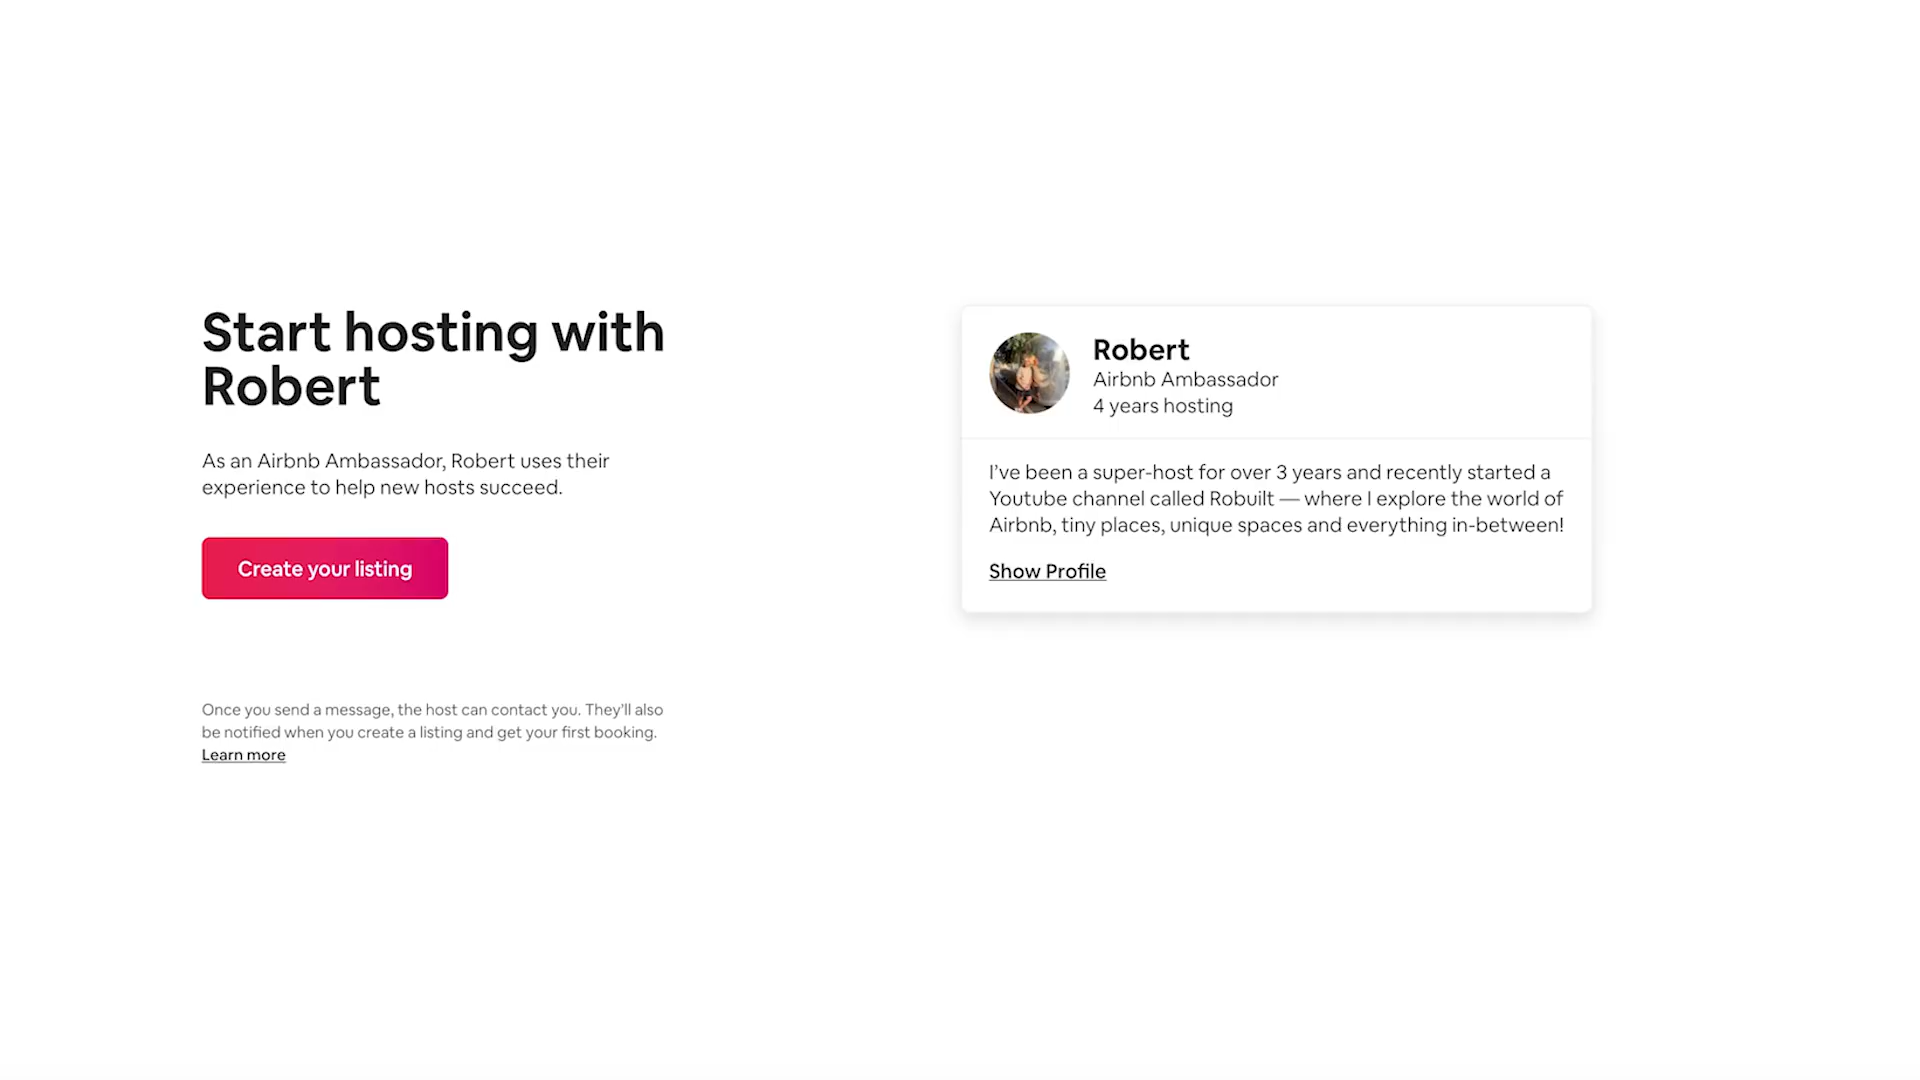 Start hosting with
Robert
As an Airbnb Ambassador, Robert uses their
experience to help new hosts succeed.
Create your listing
Once you send a message, the host can contact you. They'll also
be notified when you create a listing and get your first booking.
Learn more
Robert
Airbnb Ambassador
4 years hosting
I've been a super-host for over 3 years and recently started a
Youtube channel called Robuilt — where I explore the world of
Airbnb, tiny places, unique spaces and everything in-between!
Show Profile